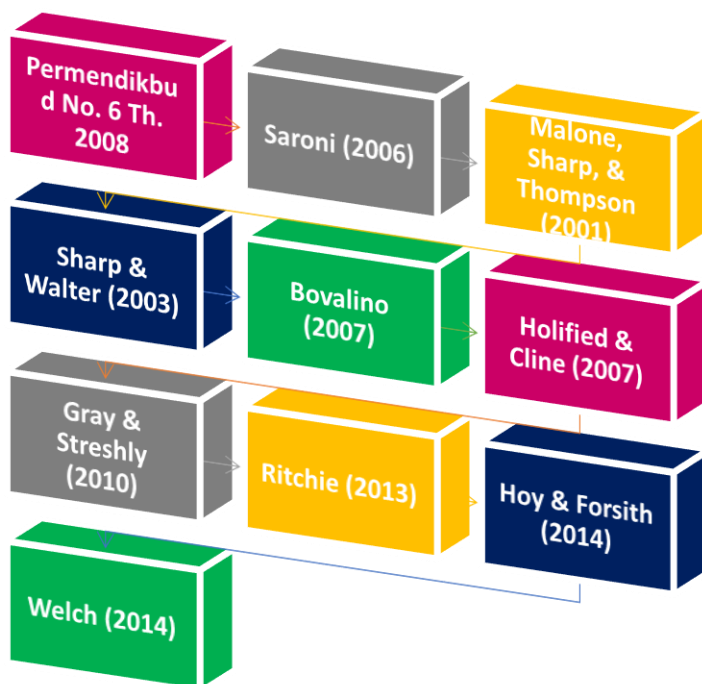 Permendikbu
d No. 6 Th.
2008
Saroni (2006)
Malone,
Sharp, &
Thompson
(2001)
Sharp &
Walter (2003)
Bovalino
(2007)
Holified &
Cline (2007)
Gray &
Streshly
(2010)
Ritchie (2013)
Hoy & Forsith
(2014)
Welch (2014)